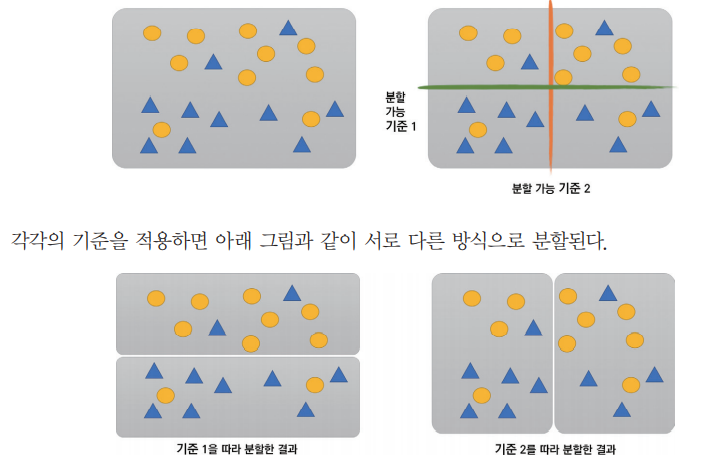 분할
가능
기준 1
분할 가능 기준 2
각각의 기준을 적용하면 아래 그림과 같이 서로 다른 방식으로 분할된다.
기준 1을 따라 분할한 결과
기준 2를 따라 분할한 결과